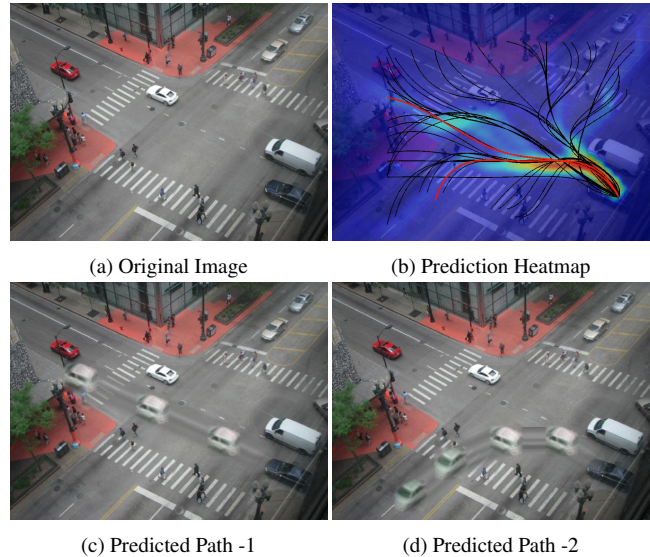 (a) Original Image
(b) Prediction Heatmap
(c) Predicted Path -1
(d) Predicted Path -2